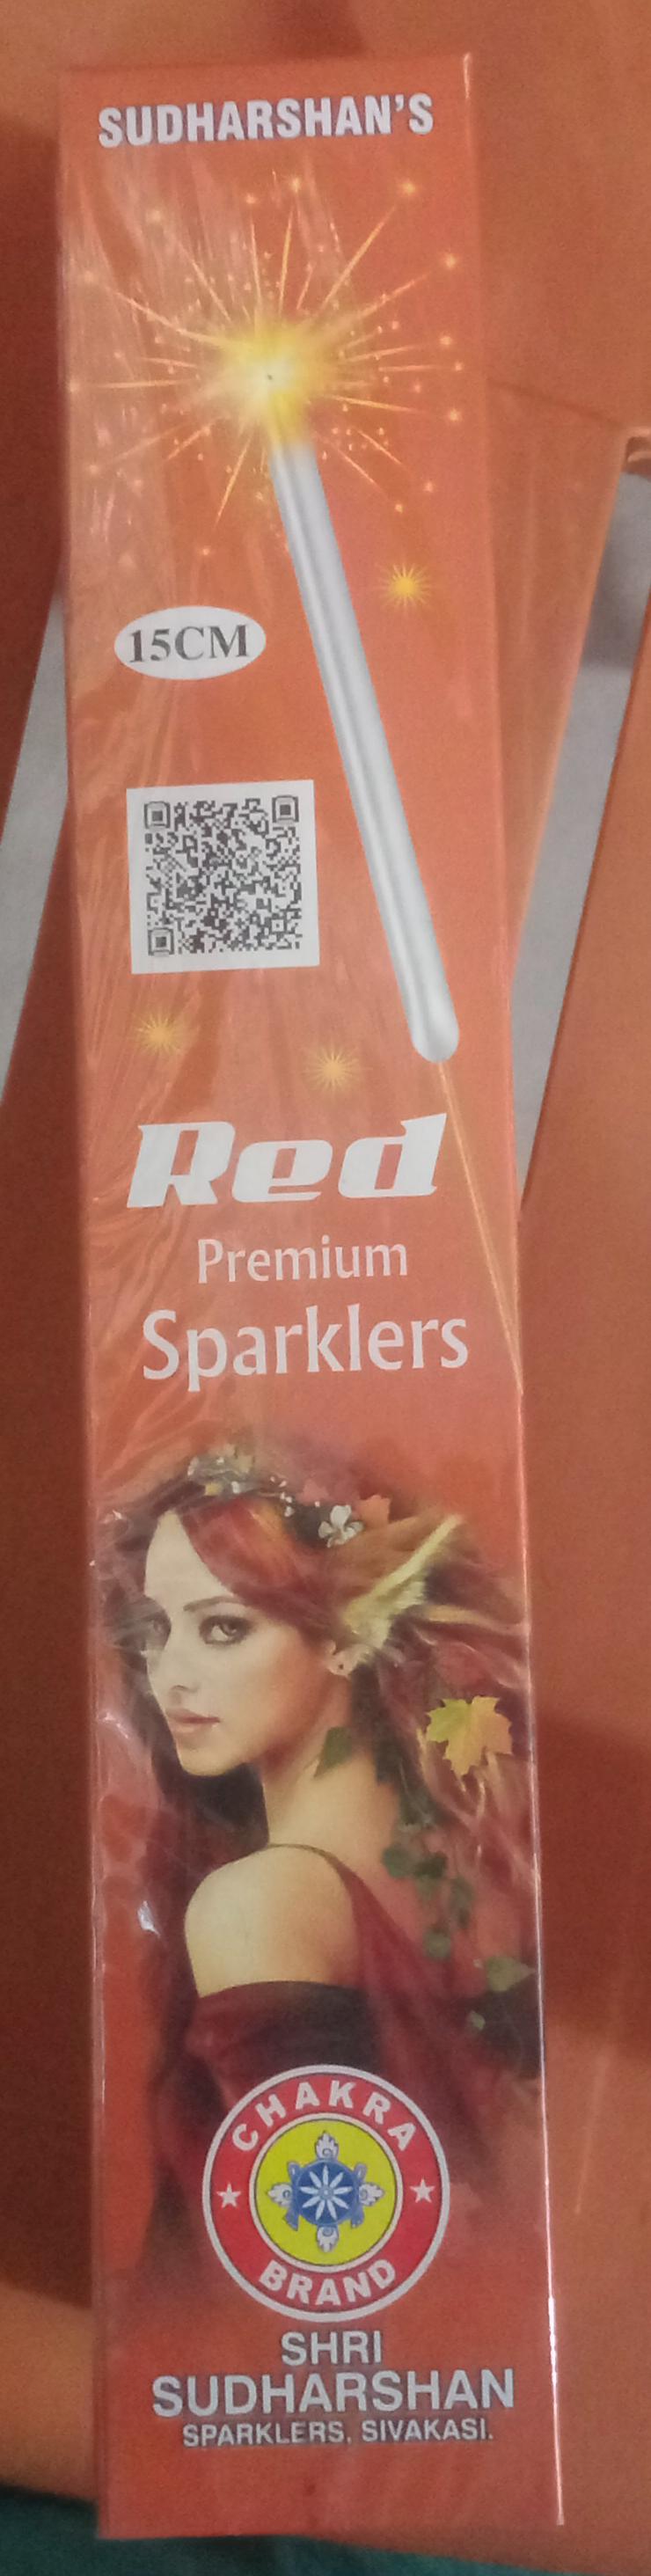 SUDHARSHAN'S
15CM
Red
Premium
Sparklers
CHAKRA
BRAND
SHRI
SUDHARSHAN
SPARKLERS, SIVAKASI.